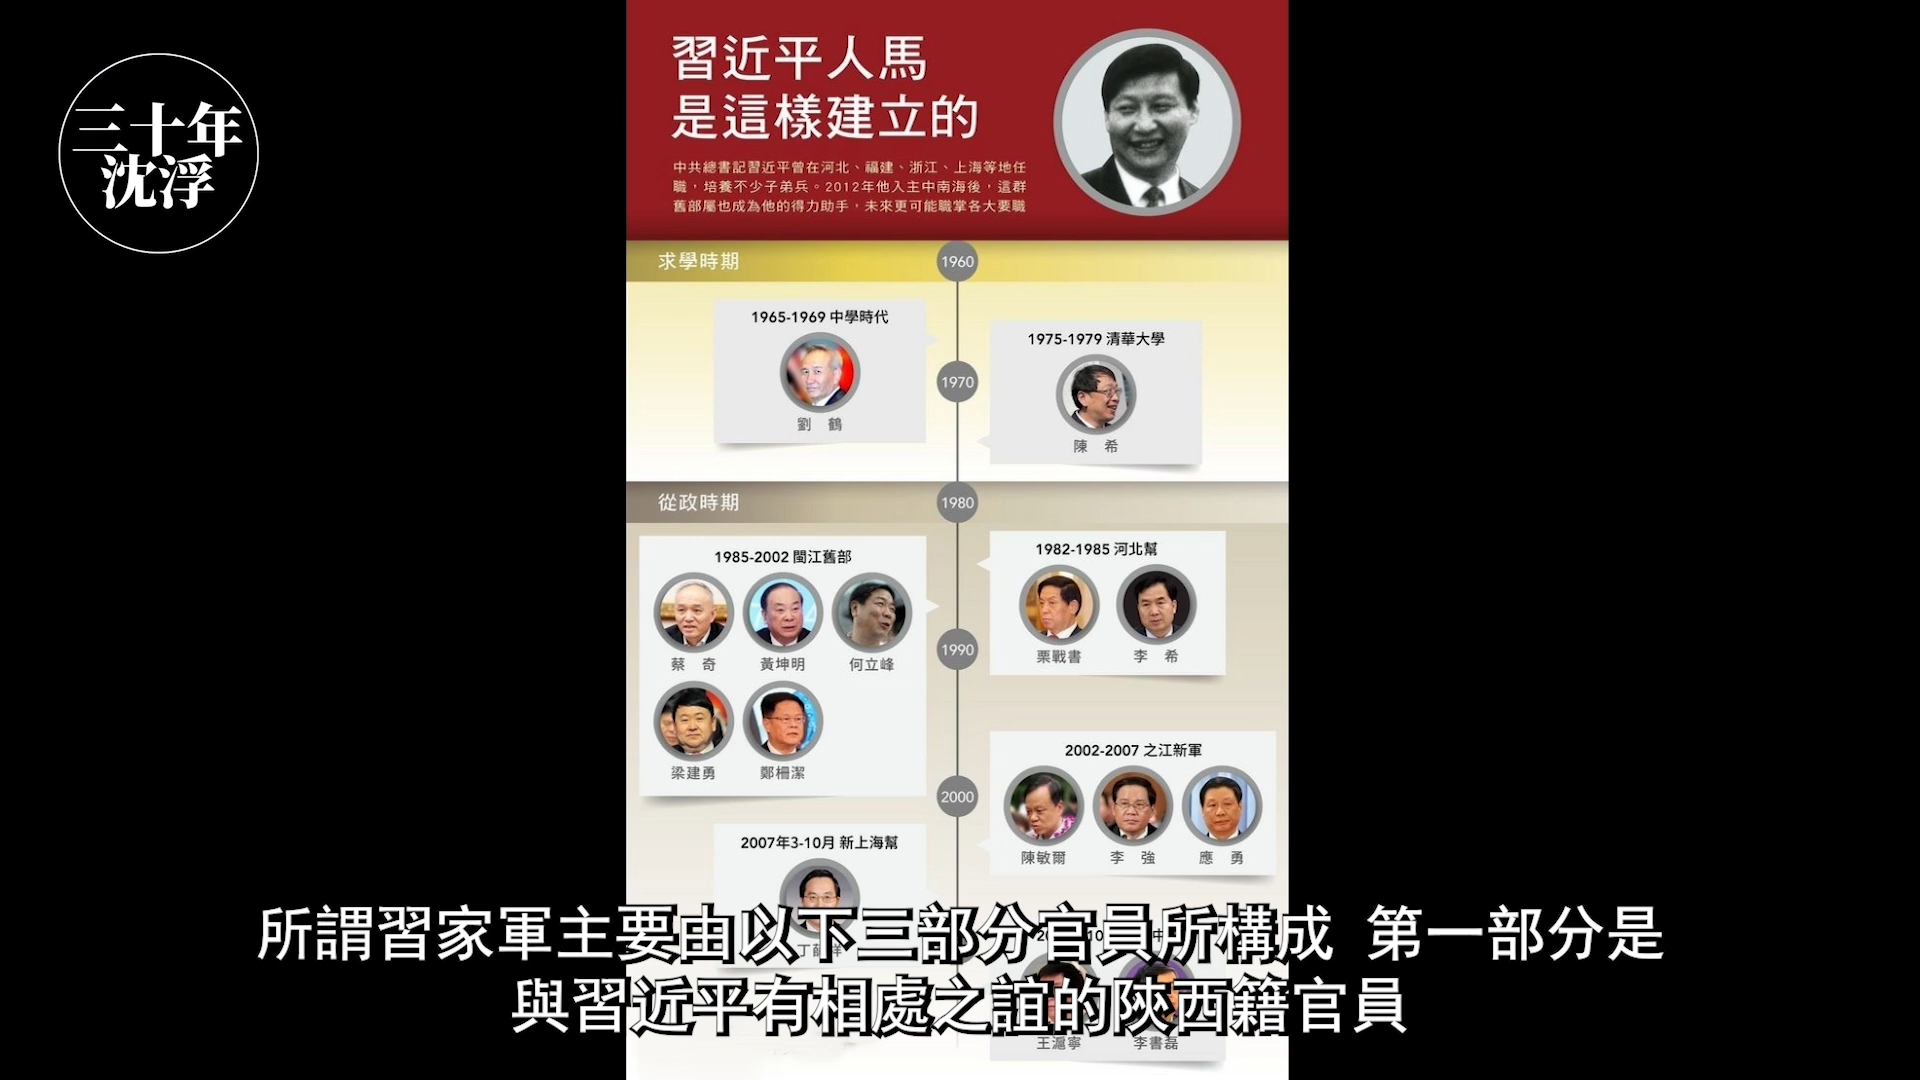 三十年
沈浮
習近平人馬
是這樣建立的
中共總書記習近平曾在河北、福建、浙江、上海等地任
職，培養不少子弟兵。2012年他入主中南海後，這群
舊部屬也成為他的得力助手，未來更可能職掌各大要職
求學時期
1960
1965-1969 中學時代
劉 鶴
1970
1975-1979 清華大學
陳 希
從政時期
1980
1985-2002 閩江舊部
蔡 奇
黃坤明
何立峰
梁建勇
鄭柵潔
1982-1985 河北幫
栗戰書
李 希
1990
2002-2007 之江新軍
陳敏爾
李 強
應 勇
2000
2007年3-10月 新上海幫
王滬寧
李書磊
所謂習家軍主要由以下三部分官員所構成 第一部分是
與習近平有相處之誼的陝西籍官員